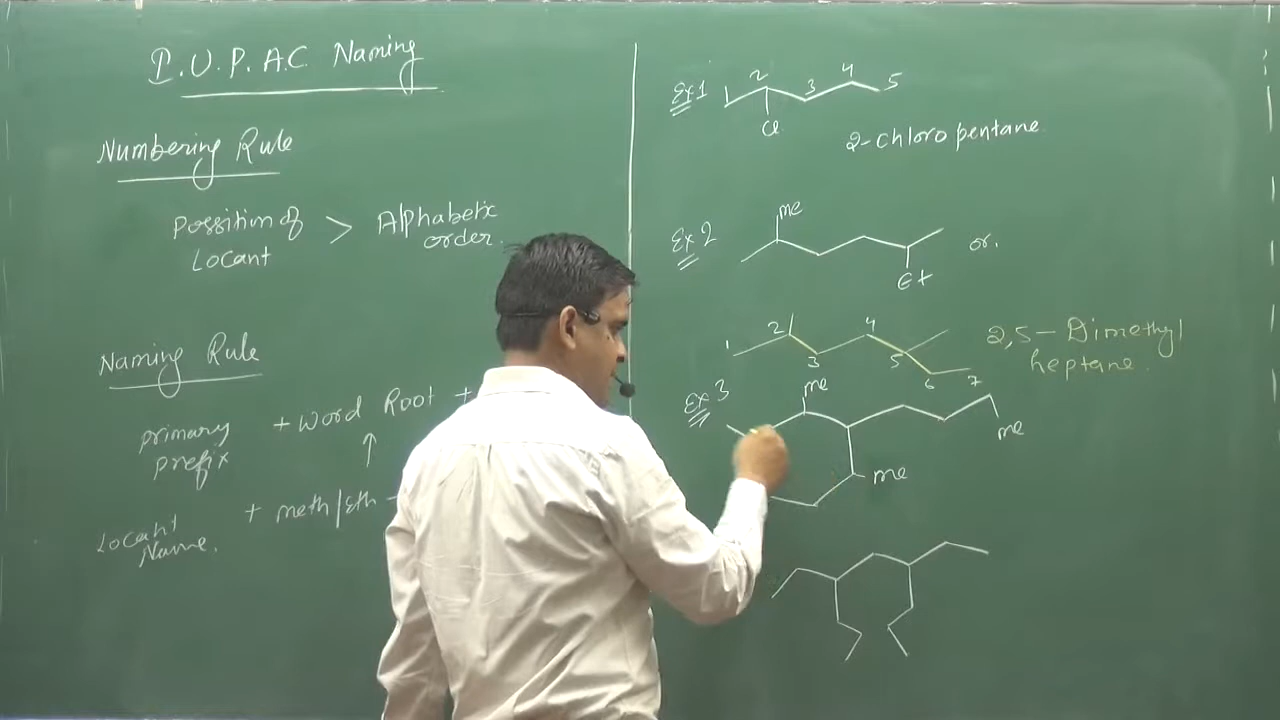 I.U.P.A.C. Naming
Numbering Rule
Possition of > Alphabetic
Locant order.
Naming Rule
primary + Word Root +
prefix
↑
Locant + meth/Eth -
Name.
Ex 1
1 2 3 4 5
Cl
2-chloro pentane
Ex 2
me
Et
or.
1 2 3 4 5 6 7
2,5-Dimethyl
heptane.
Ex 3
me
me
me